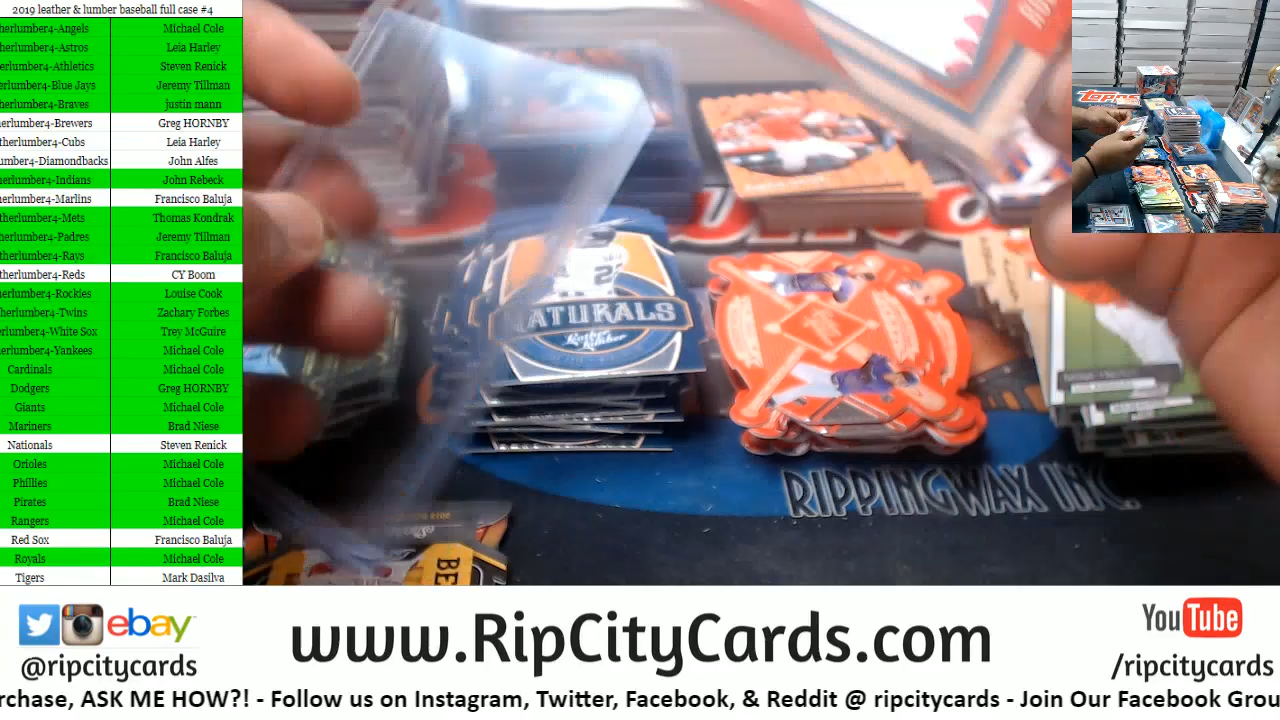 2019 leather & lumber baseball full case #4
herlumber4-Angels Michael Cole
herlumber4-Astros Leia Harley
herlumber4-Athletics Steven Renick
erlumber4-Blue Jays Jeremy Tillman
herlumber4-Braves justin mann
erlumber4-Brewers Greg HORNBY
therlumber4-Cubs Leia Harley
umber4-Diamondbacks John Alfes
herlumber4-Indians John Rebeck
herlumber4-Marlins Francisco Baluja
therlumber4-Mets Thomas Kondrak
therlumber4-Padres Jeremy Tillman
therlumber4-Rays Francisco Baluja
therlumber4-Reds CY Boom
erlumber4-Rockies Louise Cook
therlumber4-Twins Zachary Forbes
erlumber4-White Sox Trey McGuire
erlumber4-Yankees Michael Cole
Cardinals Michael Cole
Dodgers Greg HORNBY
Giants Michael Cole
Mariners Brad Niese
Nationals Steven Renick
Orioles Michael Cole
Phillies Michael Cole
Pirates Brad Niese
Rangers Michael Cole
Red Sox Francisco Baluja
Royals Michael Cole
Tigers Mark Dasilva
Topps
ATURALS
Leather & Lumber
RIPPINGWAX INC.
BE
ebay
@ripcitycards
www.RipCityCards.com
YouTube
/ripcitycards
rchase, ASK ME HOW?! - Follow us on Instagram, Twitter, Facebook, & Reddit @ ripcitycards - Join Our Facebook Grou